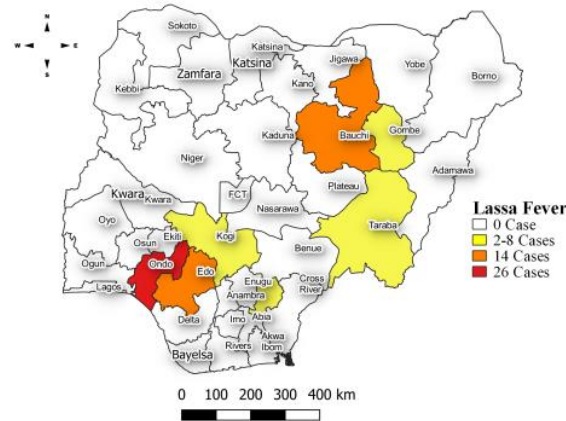 N
W E
S
Sokoto
Katsina
Jigawa
Yobe
Borno
Zamfara
Katsina
Kano
Kebbi
Kaduna
Bauchi
Gombe
Niger
Adamawa
Plateau
Kwara
Kwara
FCT
Nasarawa
Taraba
Oyo
Osun
Ekiti
Kogi
Benue
Ogun
Ondo
Edo
Enugu
Cross
River
Lagos
Anambra
Delta
Imo
Abia
Bayelsa
Rivers
Akwa
Ibom
Lassa Fever
0 Case
2-8 Cases
14 Cases
26 Cases
0 100 200 300 400 km